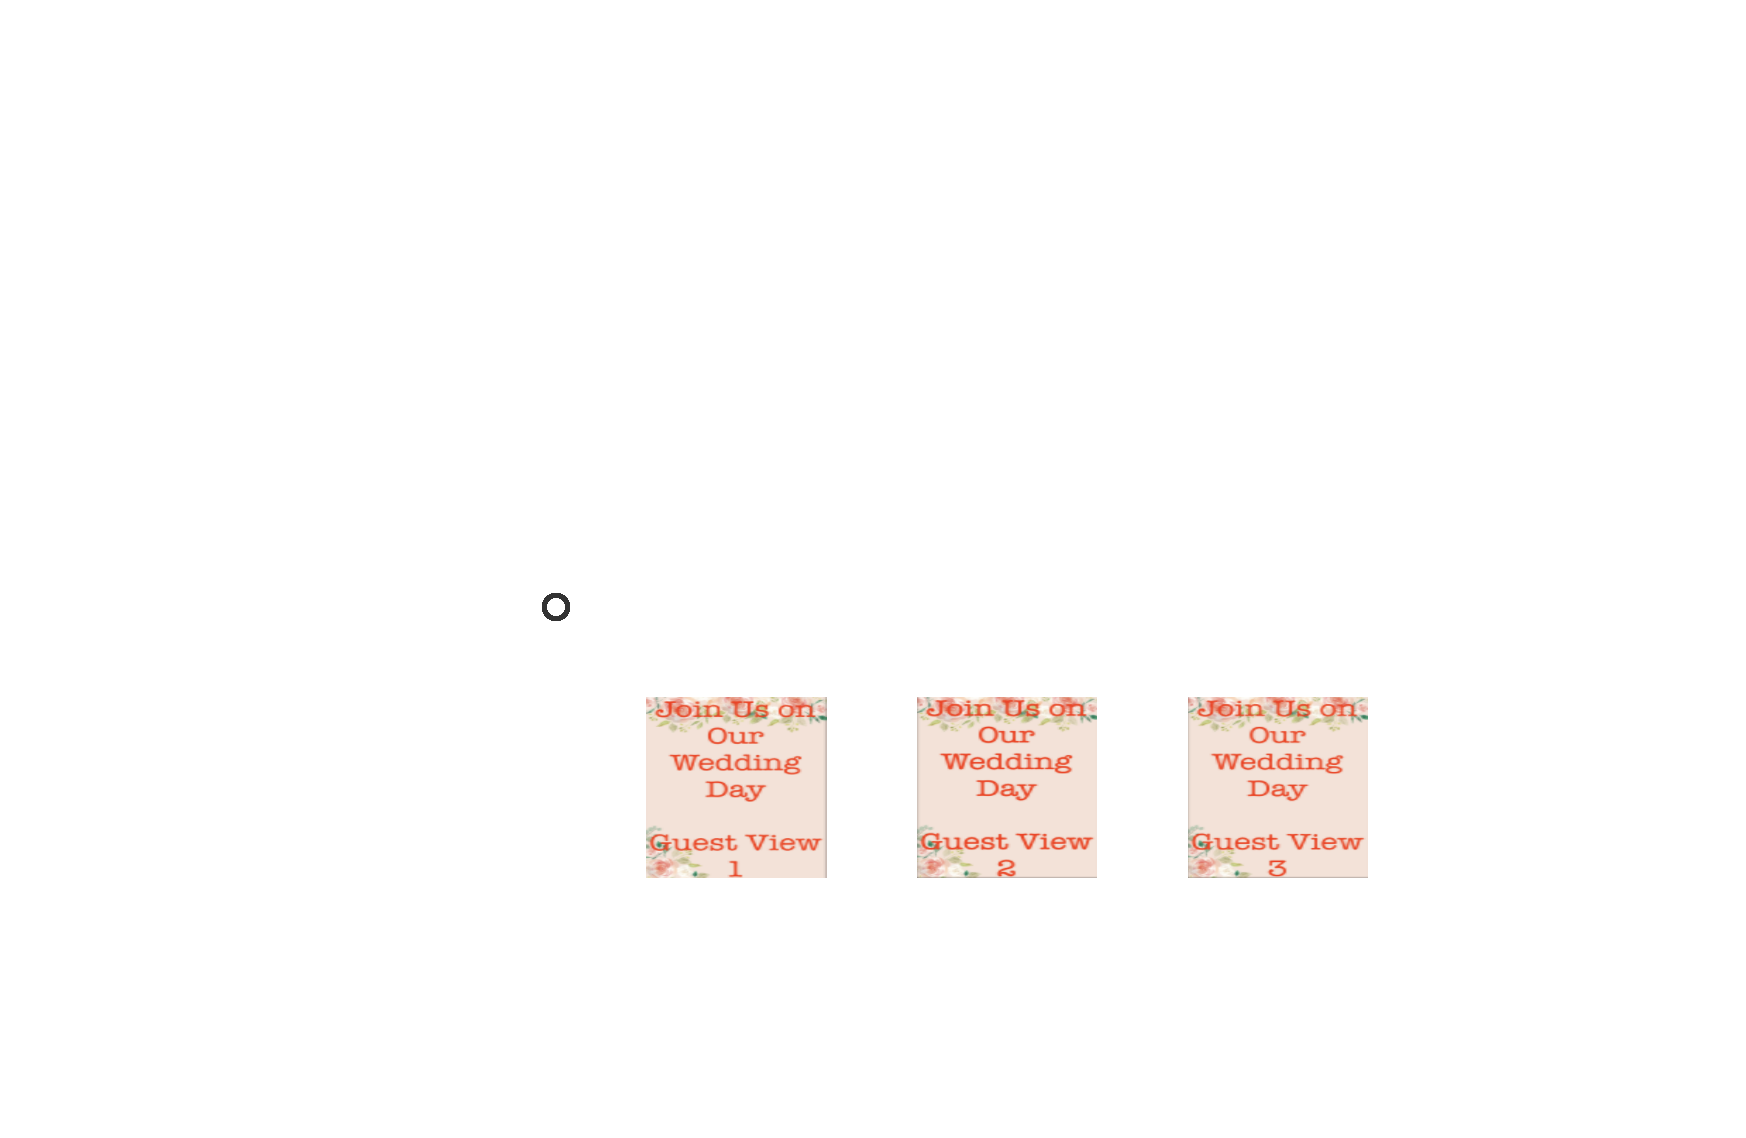 Join Us on
Our
Wedding
Day
Guest View
1
Join Us on
Our
Wedding
Day
Guest View
2
Join Us on
Our
Wedding
Day
Guest View
3